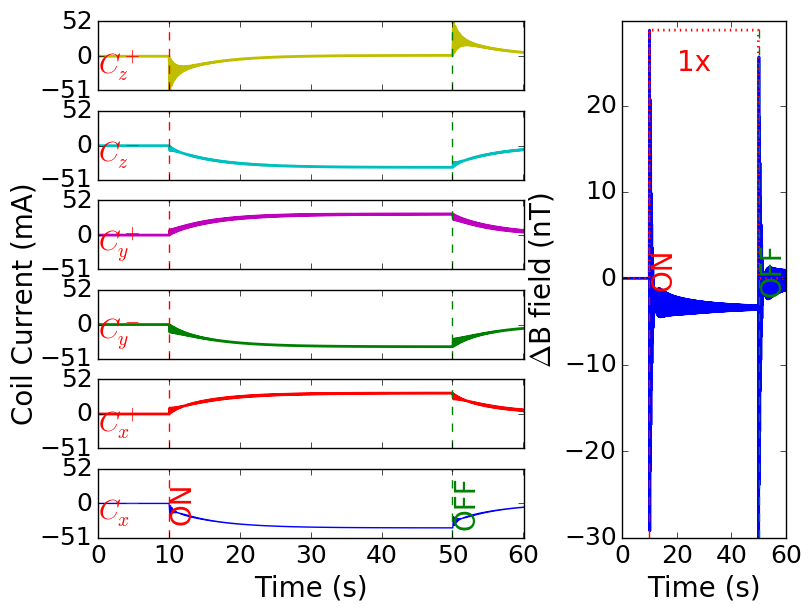 Coil Current (mA)
52
0
−51
C_z^+
52
0
−51
C_z^−
52
0
−51
C_y^+
52
0
−51
C_y^−
52
0
−51
C_x^+
52
0
−51
C_x^−
ON
OFF
0 10 20 30 40 50 60
Time (s)
ΔB field (nT)
20
10
0
−10
−20
−30
1x
ON
OFF
0 20 40 60
Time (s)